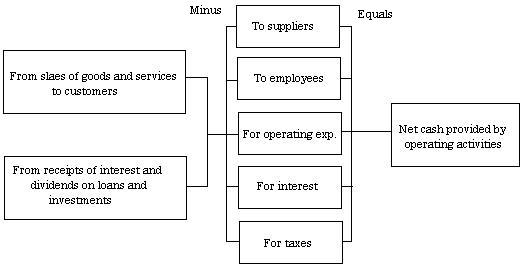 Minus
Equals
From slaes of goods and services
to customers
From receipts of interest and
dividends on loans and
investments
To suppliers
To employees
For operating exp.
For interest
For taxes
Net cash provided by
operating activities